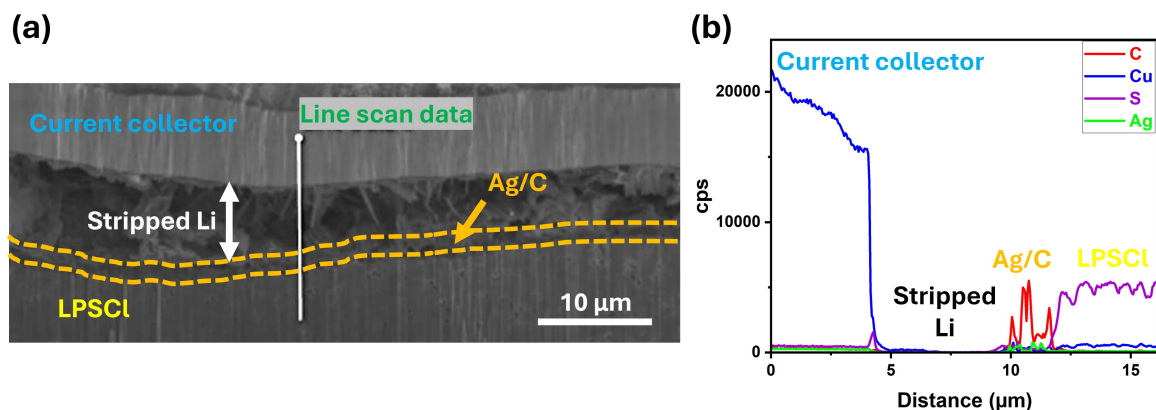 (a)
Current collector
Line scan data
Ag/C
Stripped Li
LPSCl
10 μm
(b)
Current collector
C
Cu
S
Ag
20000
10000
0
cps
Ag/C
LPSCl
Stripped
Li
0
5
10
15
Distance (μm)